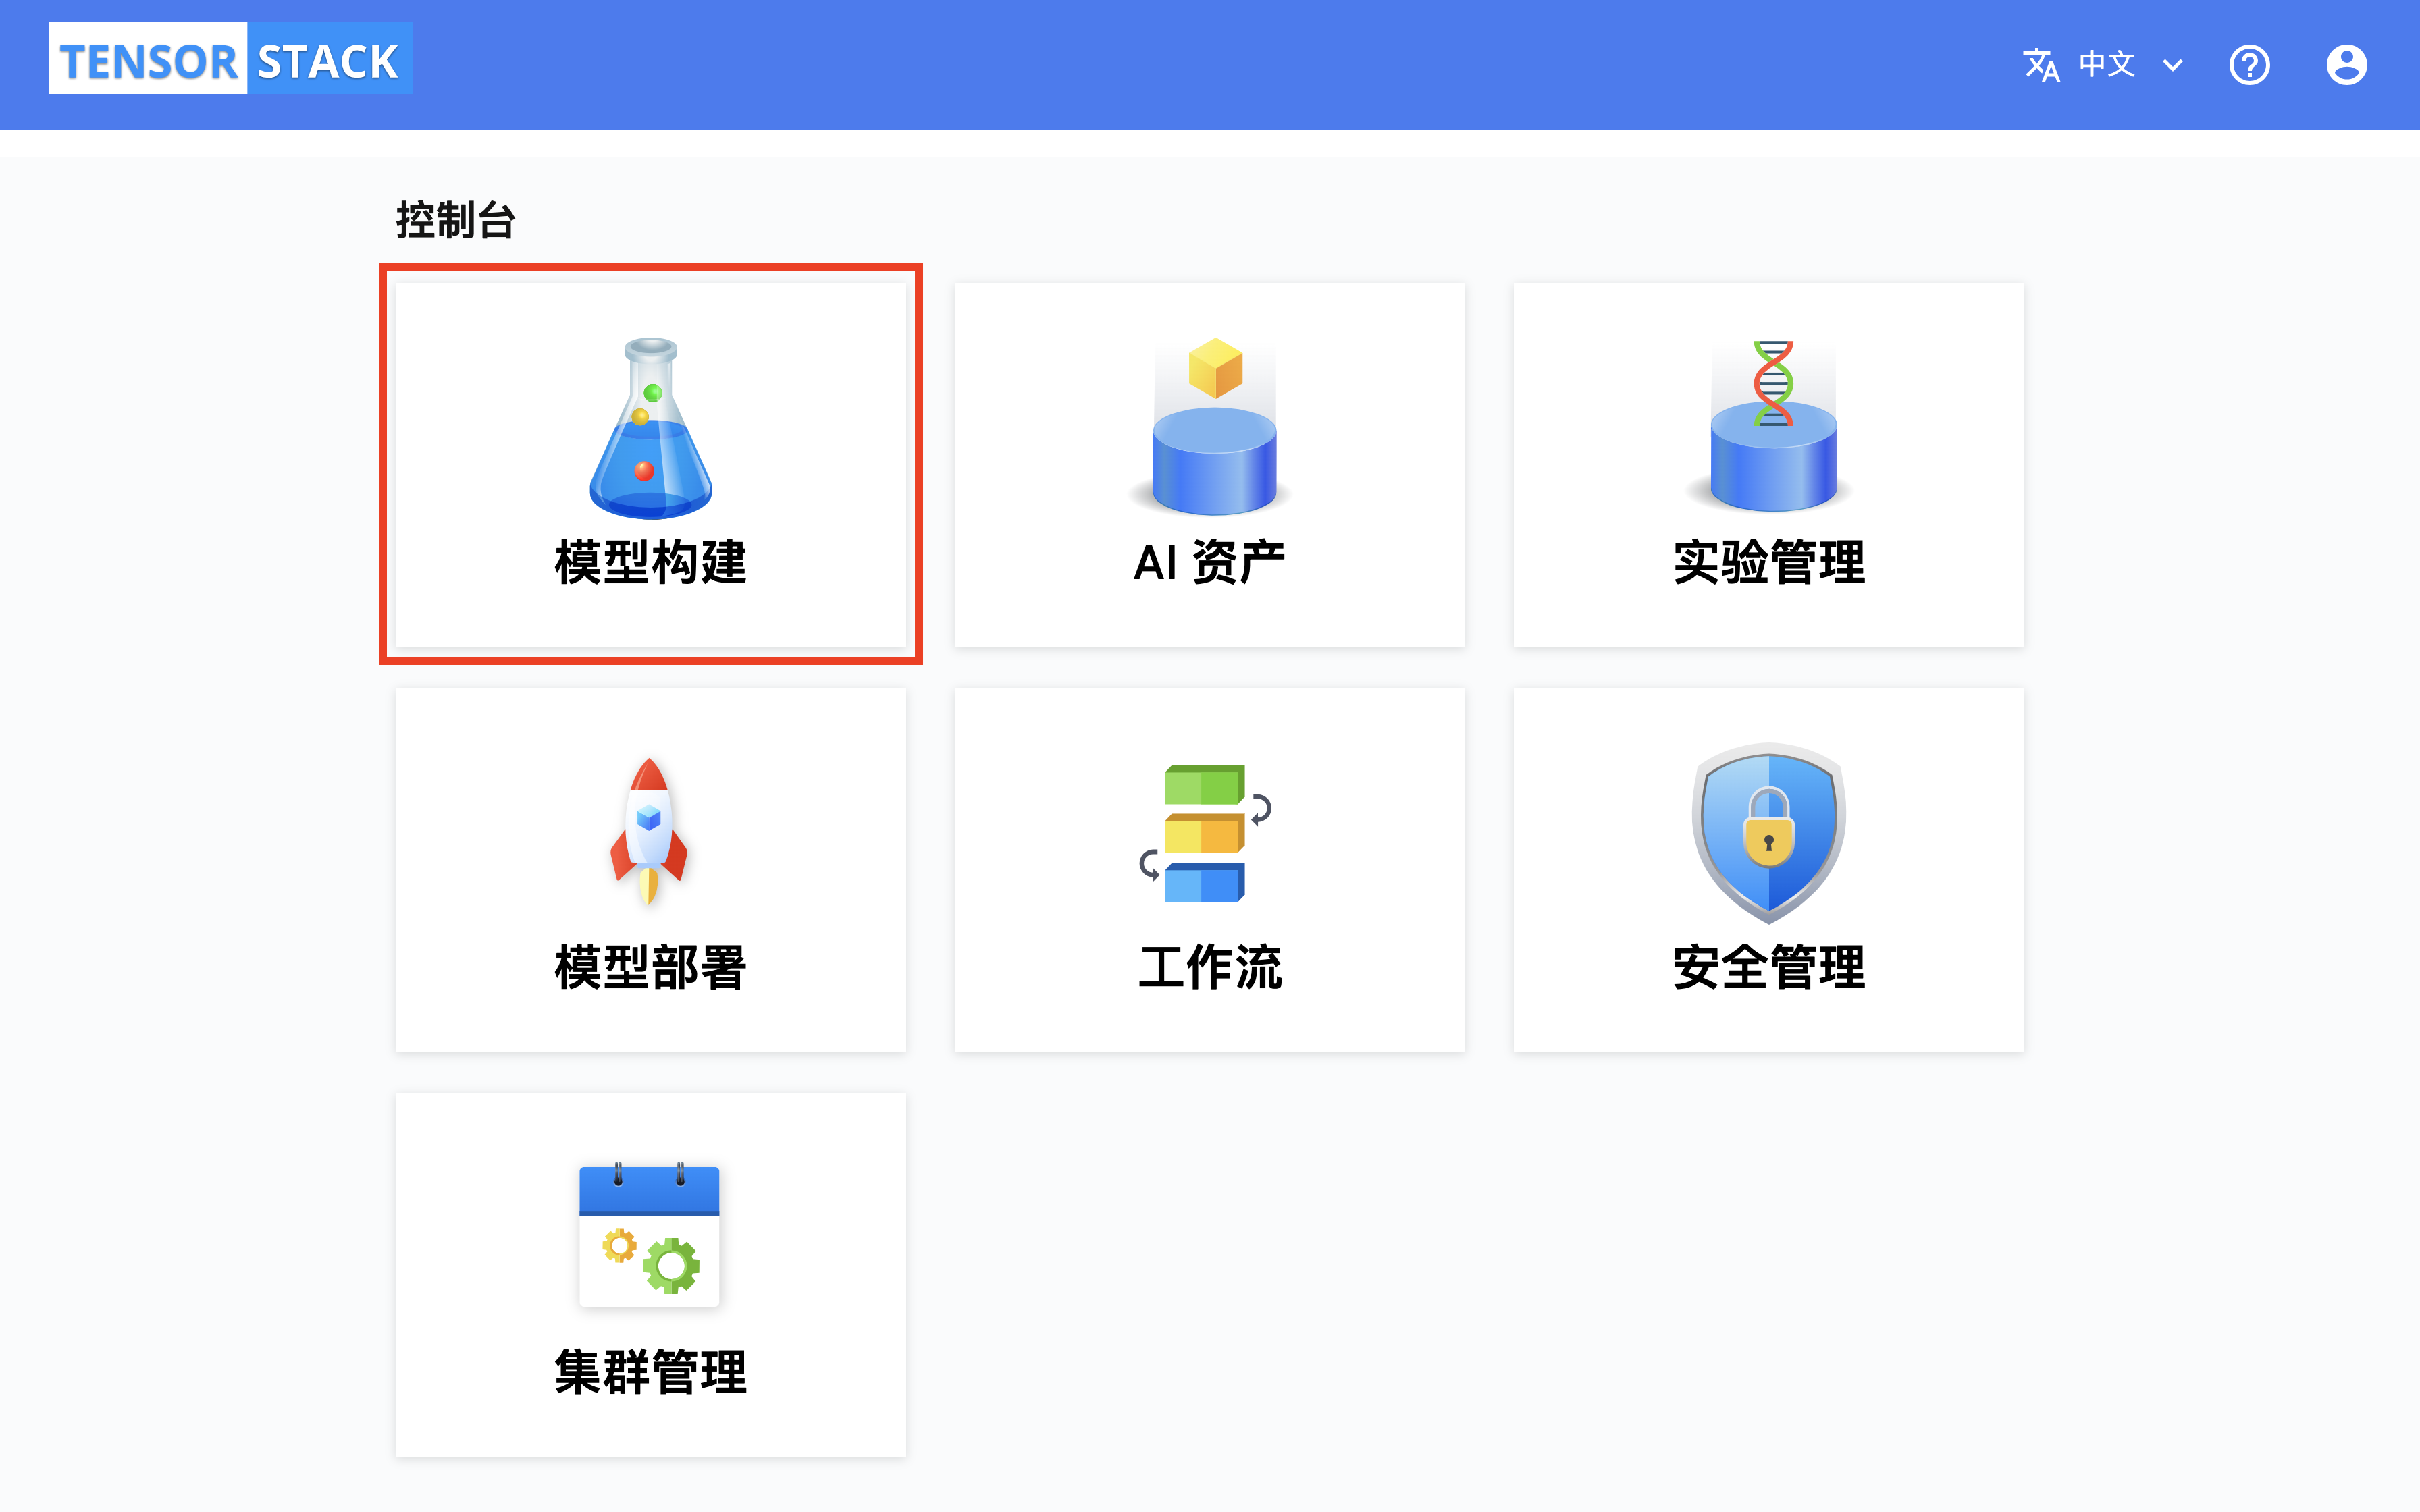 TENSOR STACK
中文
控制台
模型构建
AI 资产
实验管理
模型部署
工作流
安全管理
集群管理